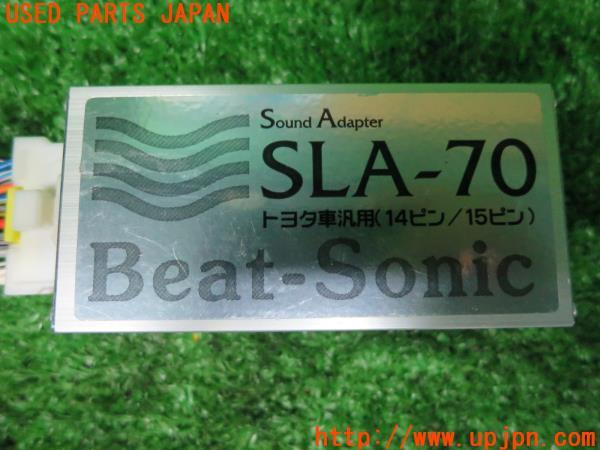 USED PARTS JAPAN
Sound Adapter
SLA-70
トヨタ車汎用(14ピン/15ピン)
Beat-Sonic
http://www.upjpn.com